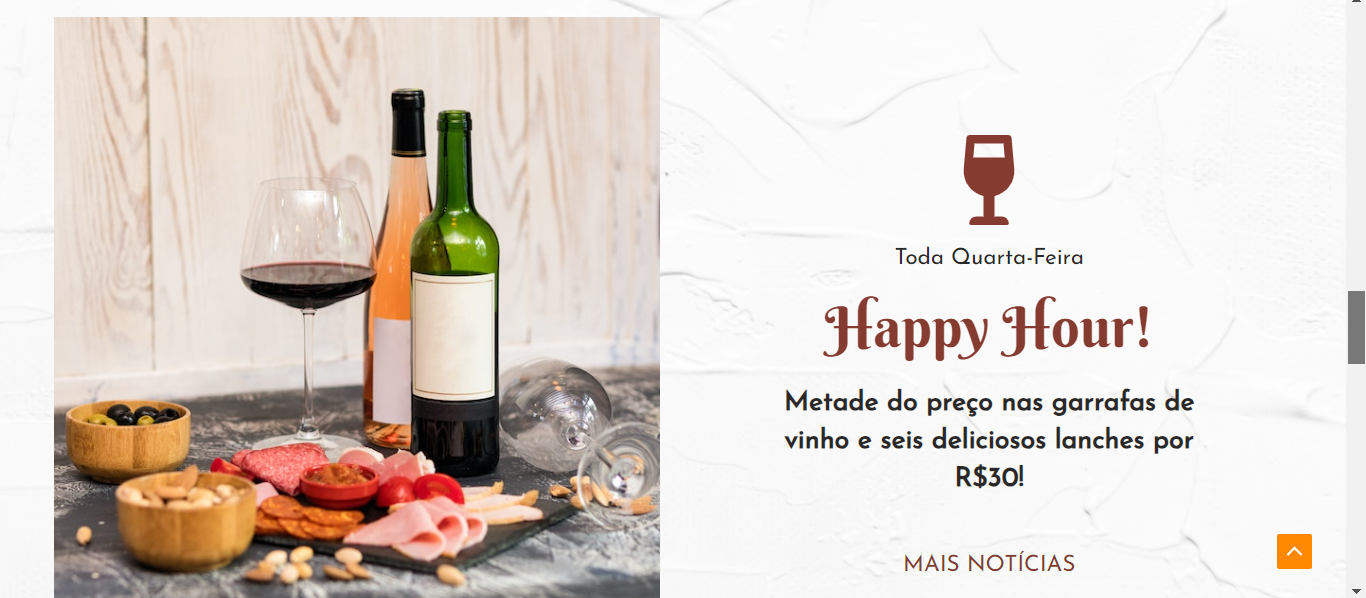 Toda Quarta-Feira
Happy Hour!
Metade do preço nas garrafas de
vinho e seis deliciosos lanches por
R$30!
MAIS NOTÍCIAS